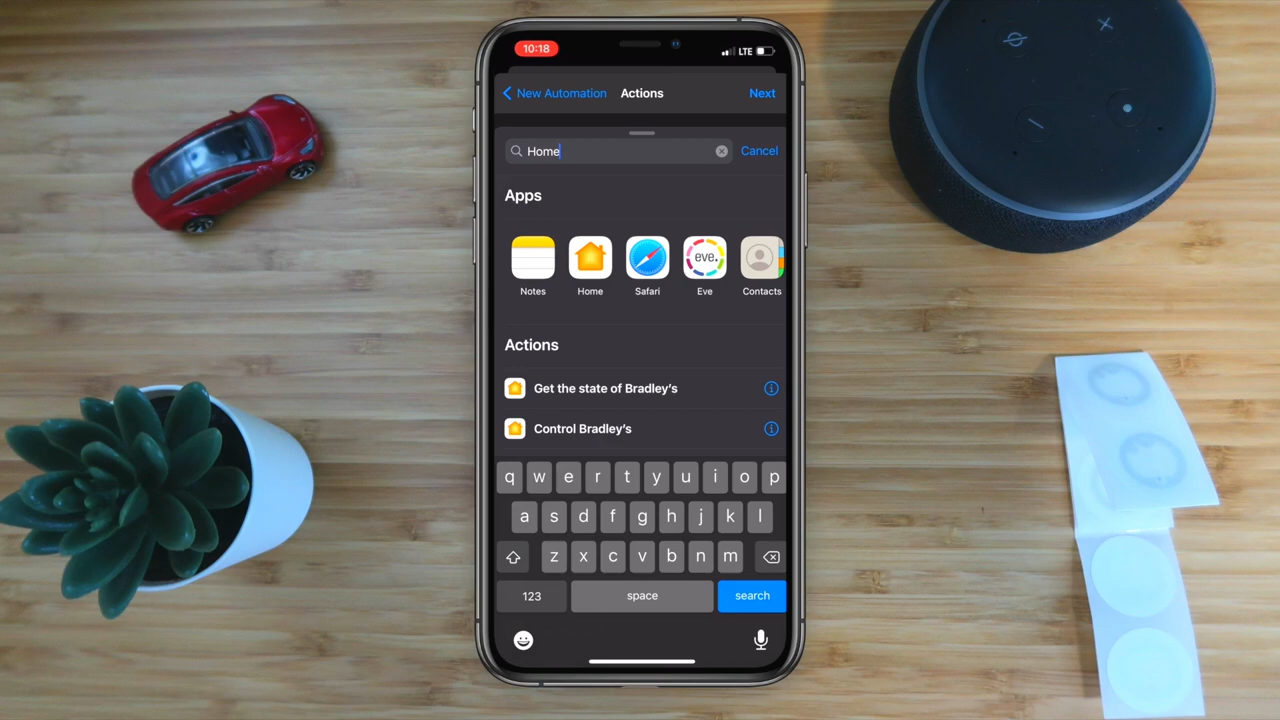 10:18
LTE
New Automation Actions Next
Home Cancel
Apps
eve.
Notes Home Safari Eve Contacts
Actions
Get the state of Bradley's
Control Bradley's
q w e r t y u i o p
a s d f g h j k l
z x c v b n m
123 space search